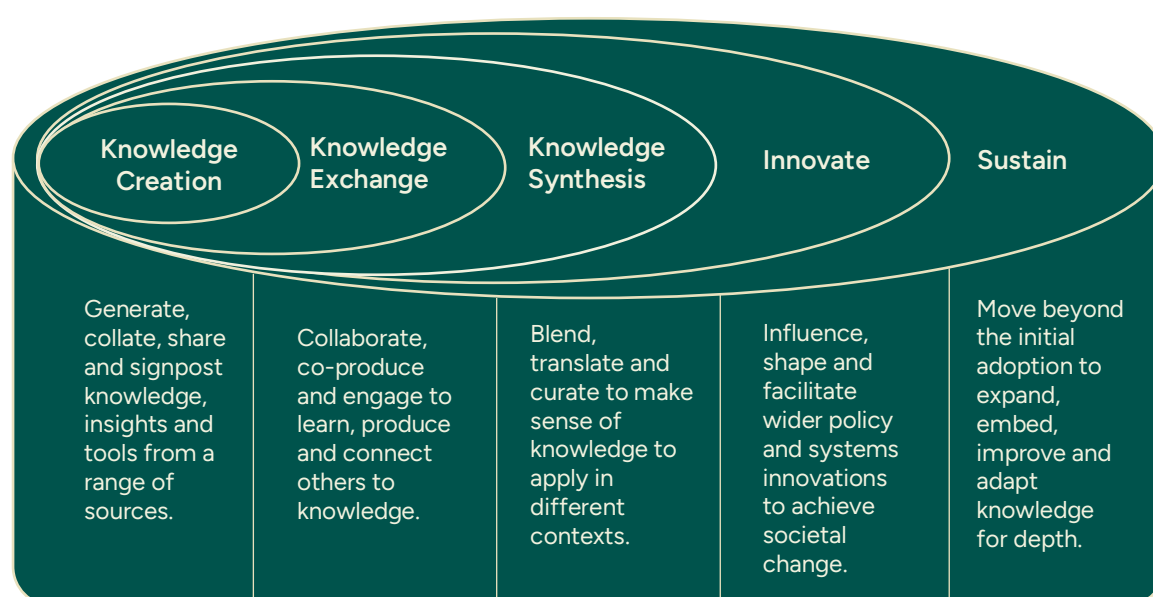 Knowledge
Creation
Knowledge
Exchange
Knowledge
Synthesis
Innovate
Sustain
Generate,
collate, share
and signpost
knowledge,
insights and
tools from a
range of
sources.
Collaborate,
co-produce
and engage to
learn, produce
and connect
others to
knowledge.
Blend,
translate and
curate to make
sense of
knowledge to
apply in
different
contexts.
Influence,
shape and
facilitate
wider policy
and systems
innovations
to achieve
societal
change.
Move beyond
the initial
adoption to
expand,
embed,
improve and
adapt
knowledge
for depth.